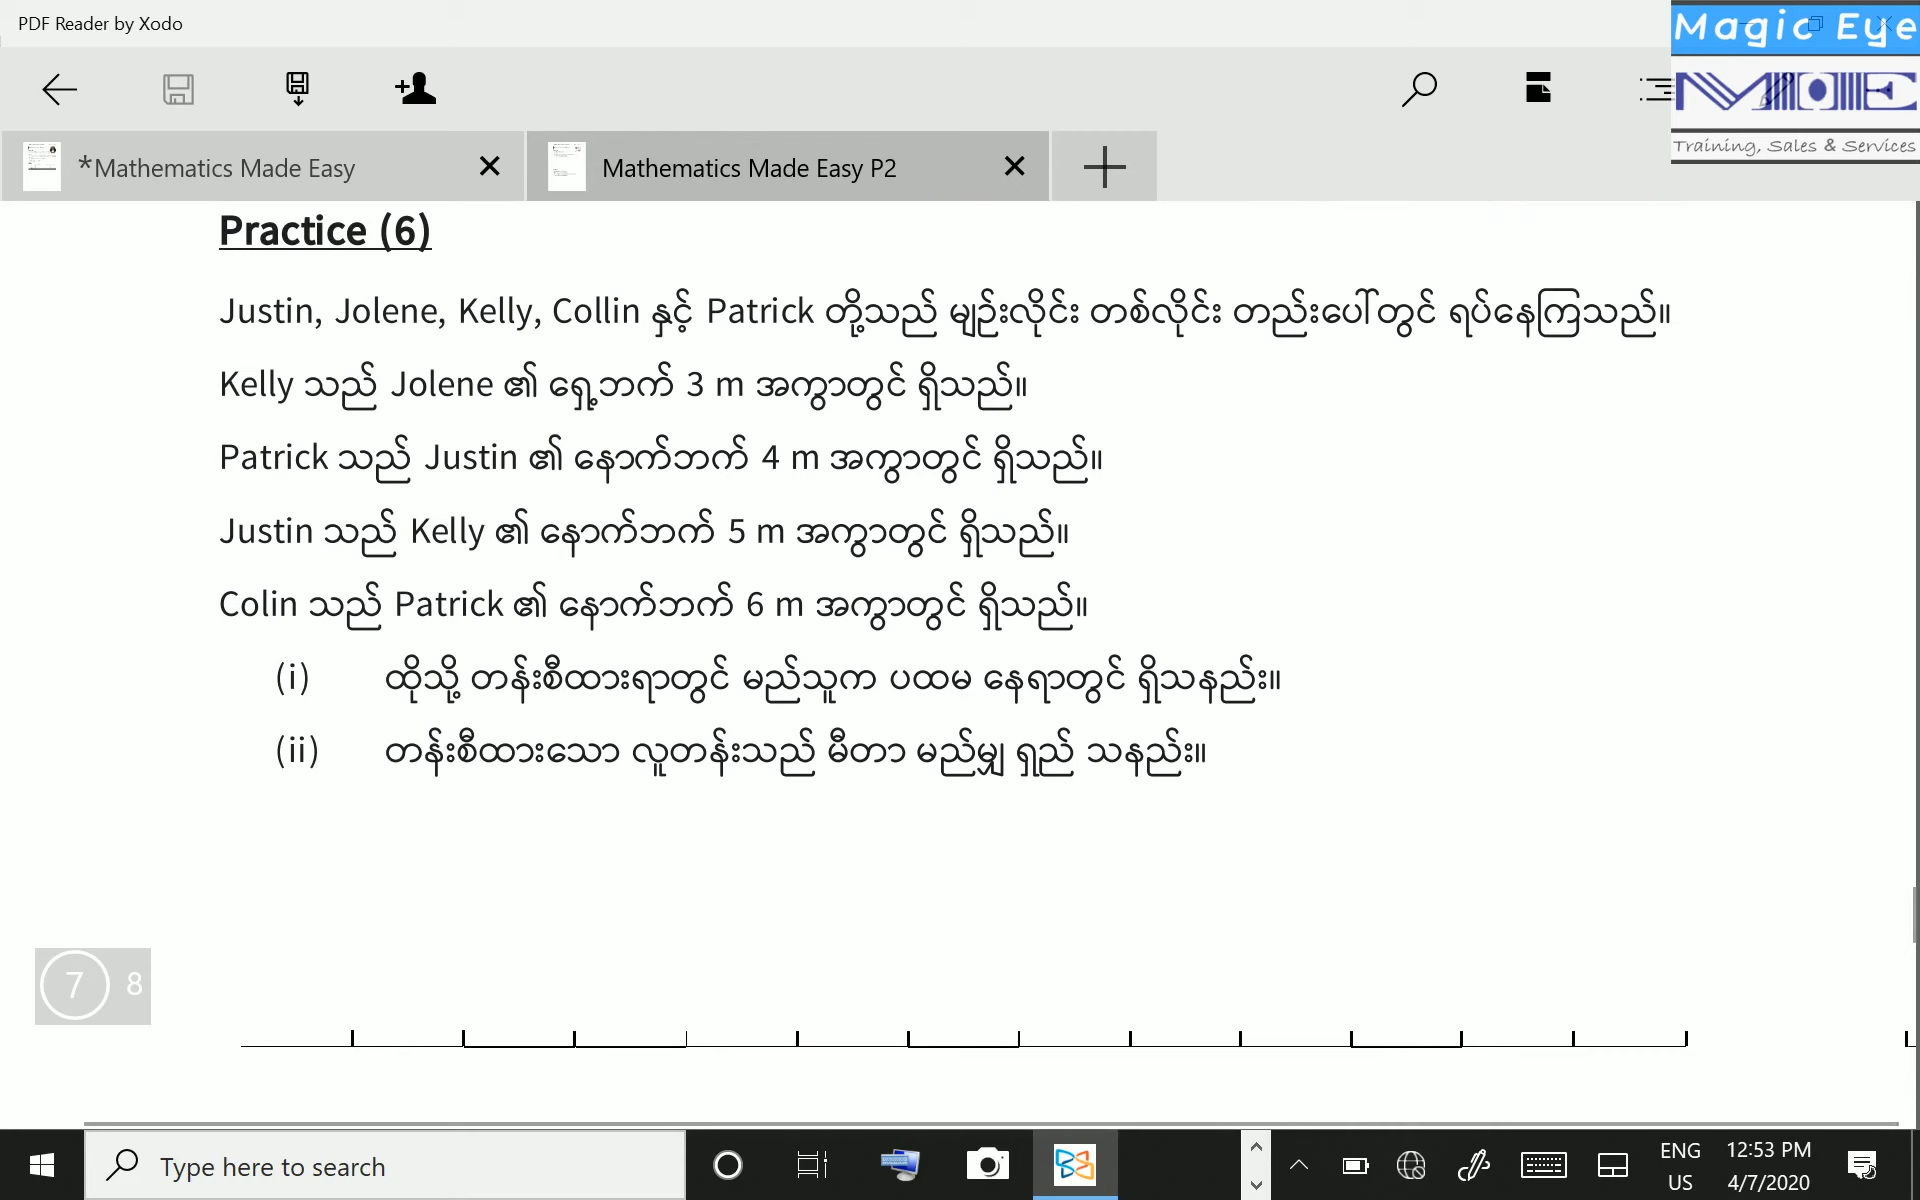 PDF Reader by Xodo
Magic Eye
MOE
Training, Sales & Services
*Mathematics Made Easy
Mathematics Made Easy P2
Practice (6)
Justin, Jolene, Kelly, Collin နှင့် Patrick တို့သည် မျဉ်းလိုင်း တစ်လိုင်း တည်းပေါ်တွင် ရပ်နေကြသည်။
Kelly သည် Jolene ၏ ရှေ့ဘက် 3 m အကွာတွင် ရှိသည်။
Patrick သည် Justin ၏ နောက်ဘက် 4 m အကွာတွင် ရှိသည်။
Justin သည် Kelly ၏ နောက်ဘက် 5 m အကွာတွင် ရှိသည်။
Colin သည် Patrick ၏ နောက်ဘက် 6 m အကွာတွင် ရှိသည်။
(i) ထိုသို့ တန်းစီထားရာတွင် မည်သူက ပထမ နေရာတွင် ရှိသနည်း။
(ii) တန်းစီထားသော လူတန်းသည် မီတာ မည်မျှ ရှည် သနည်း။
7 8
Type here to search
ENG 12:53 PM
US 4/7/2020